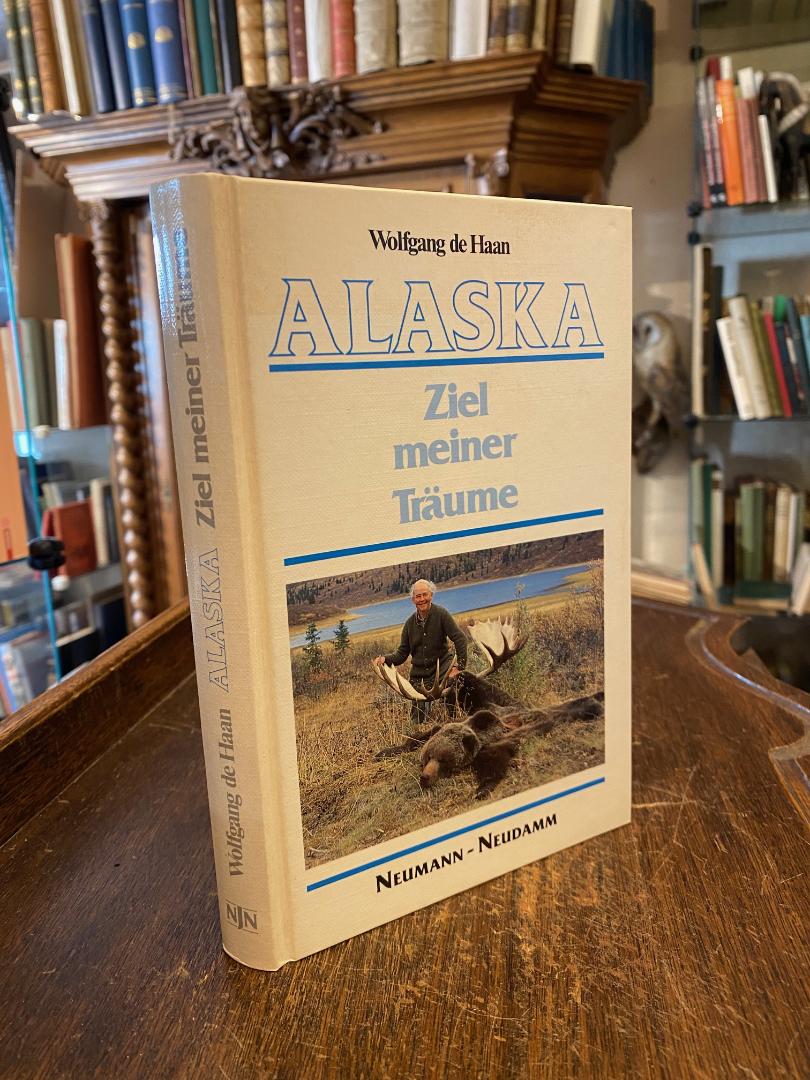 Wolfgang de Haan
ALASKA
Ziel
meiner
Träume
NEUMANN - NEUDAMM
Wolfgang de Haan ALASKA Ziel meiner Träume
NJN